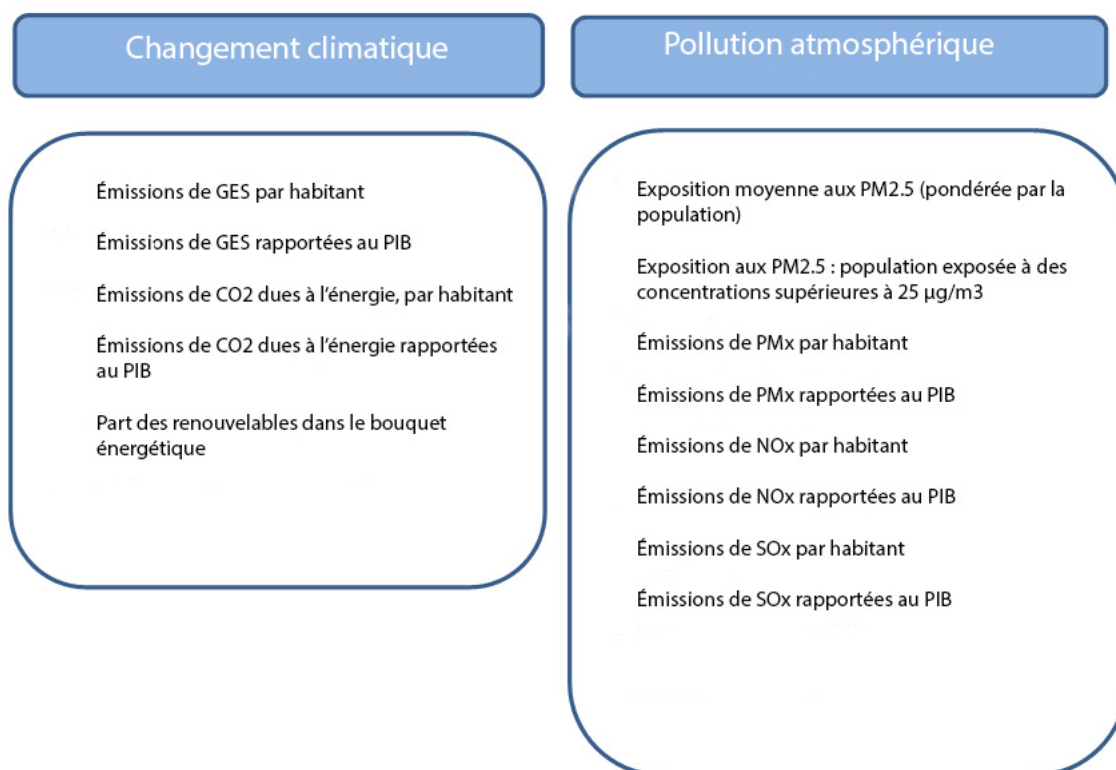 Changement climatique
Émissions de GES par habitant
Émissions de GES rapportées au PIB
Émissions de CO2 dues à l'énergie, par habitant
Émissions de CO2 dues à l'énergie rapportées
au PIB
Part des renouvelables dans le bouquet
énergétique
Pollution atmosphérique
Exposition moyenne aux PM2.5 (pondérée par la
population)
Exposition aux PM2.5 : population exposée à des
concentrations supérieures à 25 µg/m3
Émissions de PMx par habitant
Émissions de PMx rapportées au PIB
Émissions de NOx par habitant
Émissions de NOx rapportées au PIB
Émissions de SOx par habitant
Émissions de SOx rapportées au PIB